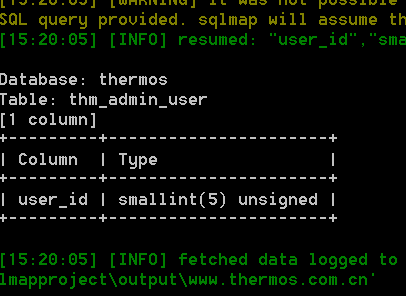 [15:20:05] [WARNING] it was not possible
SQL query provided. sqlmap will assume th
[15:20:05] [INFO] resumed: "user_id","sma
Database: thermos
Table: thm_admin_user
[1 column]
+---------+----------------------+
| Column  | Type                 |
+---------+----------------------+
| user_id | smallint(5) unsigned |
+---------+----------------------+
[15:20:05] [INFO] fetched data logged to
lmapproject\output\www.thermos.com.cn'